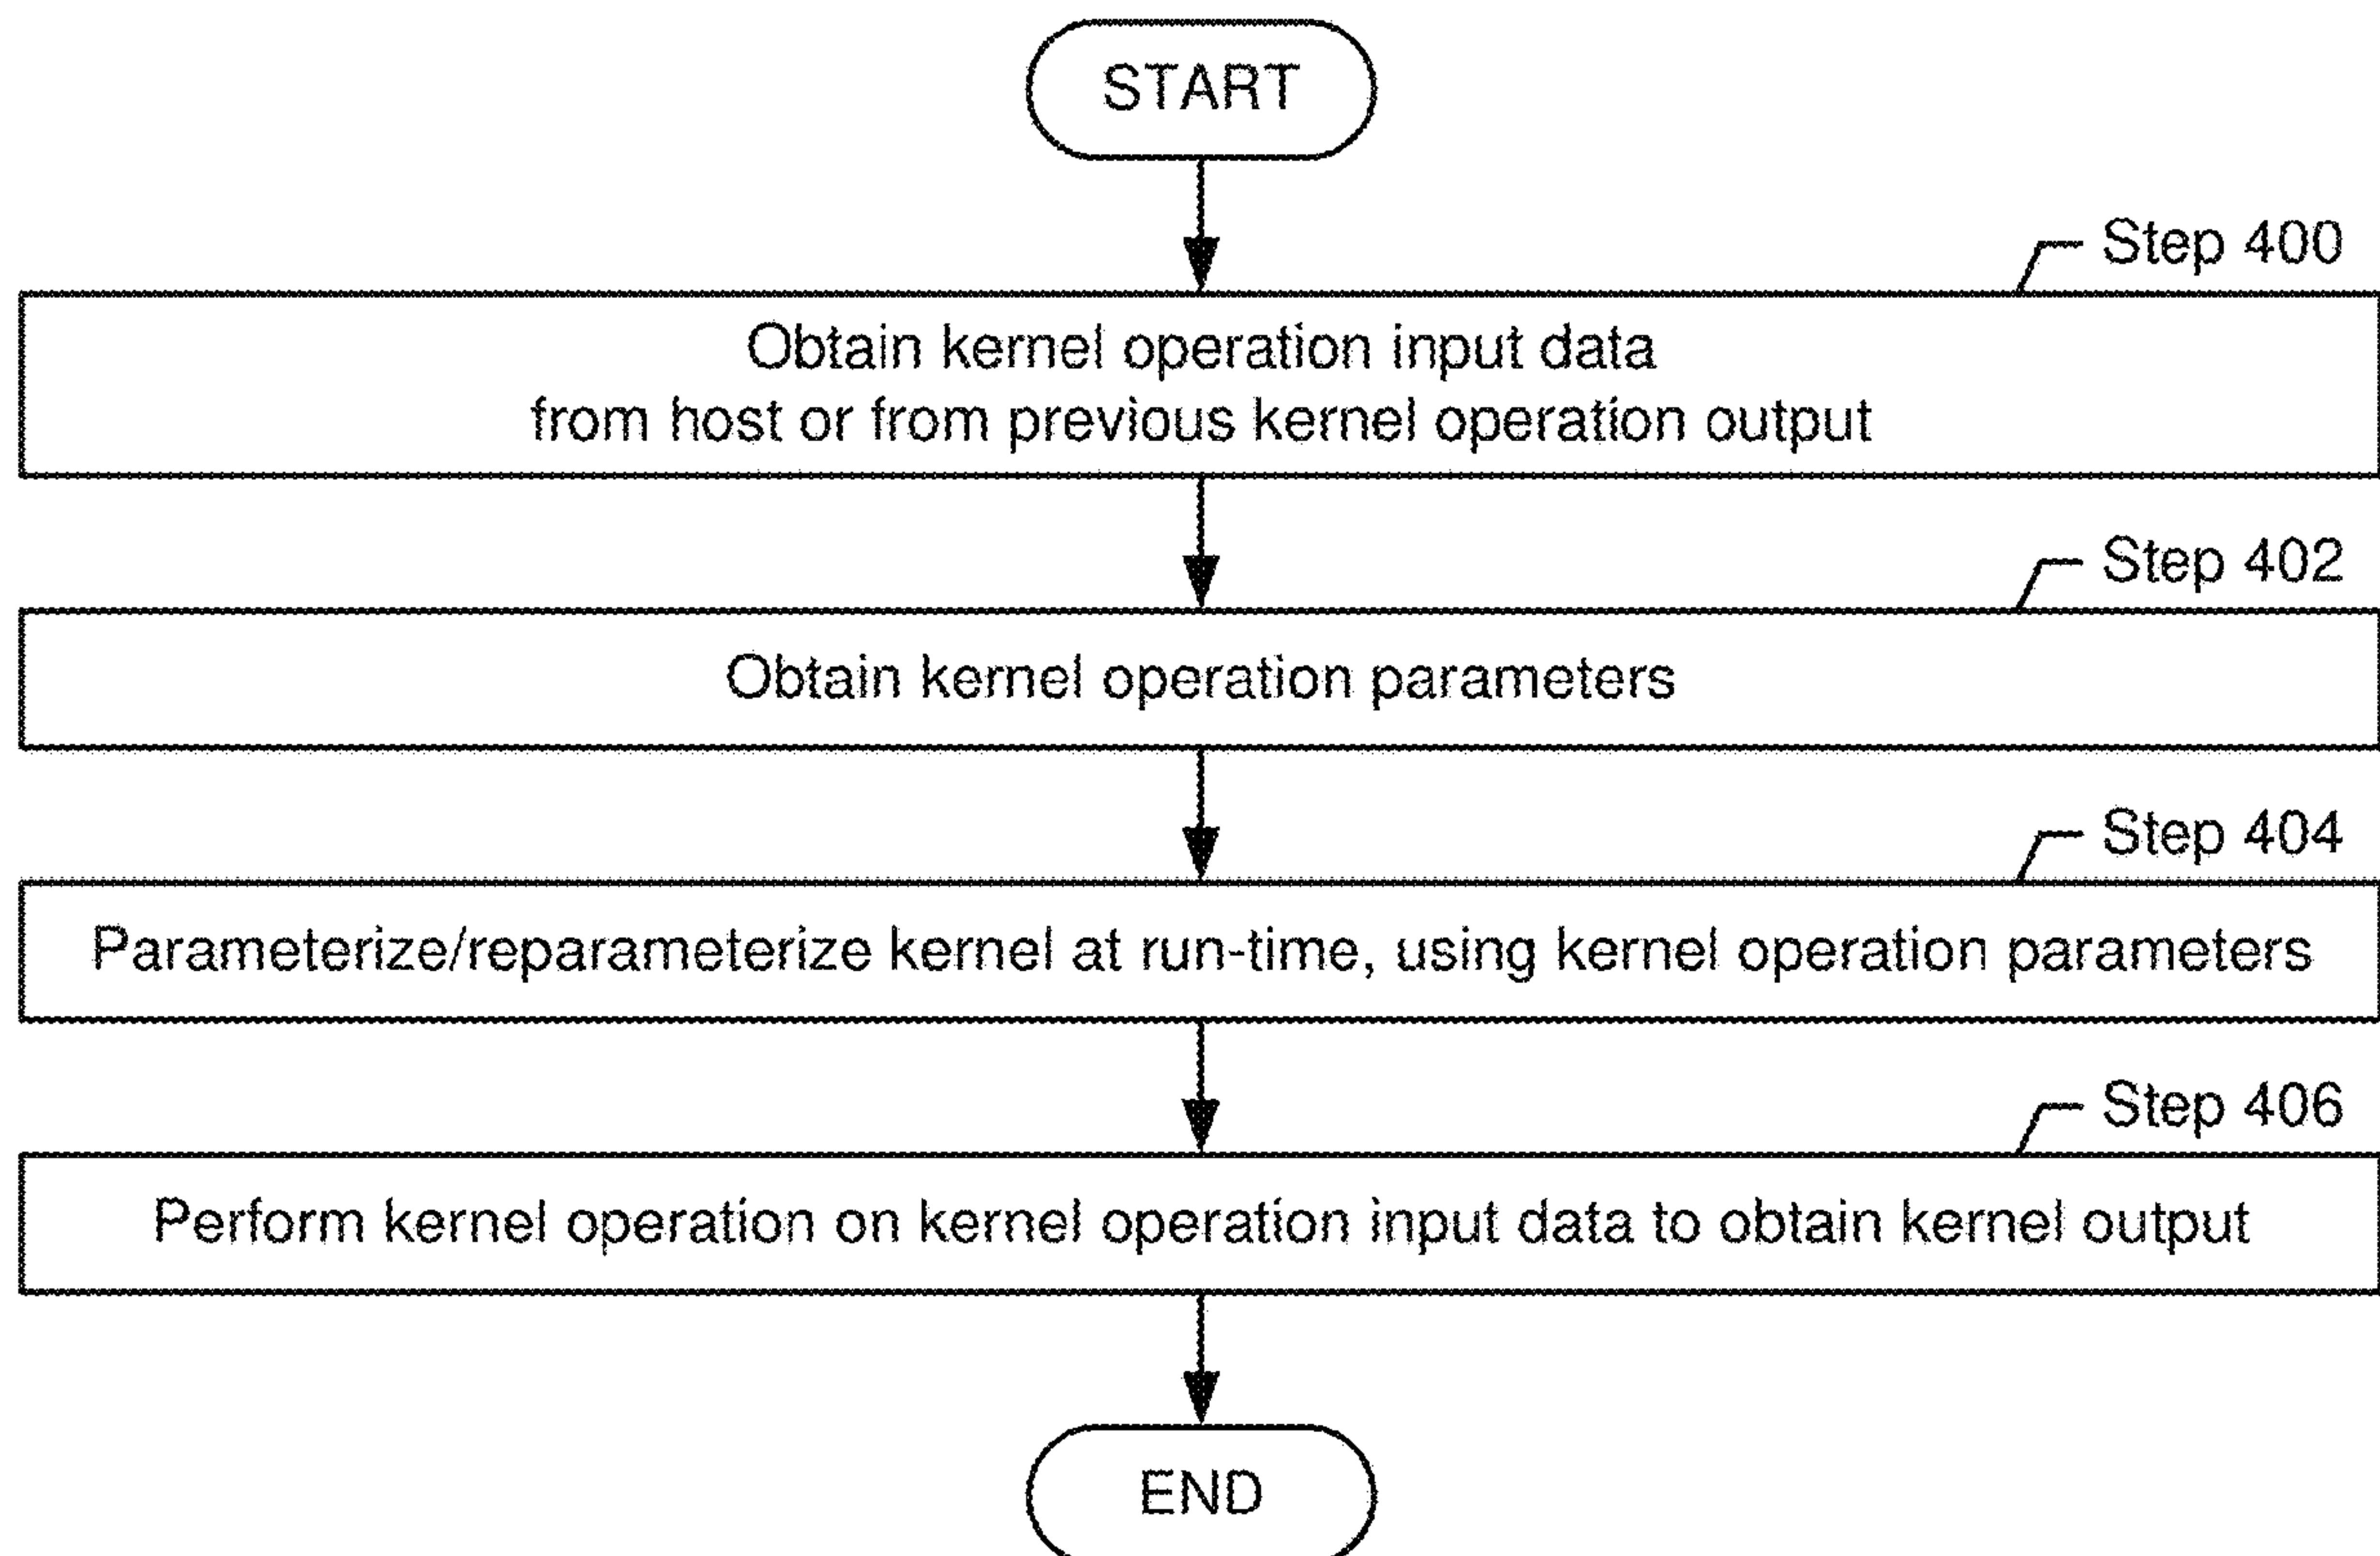 START
Step 400
Obtain kernel operation input data
from host or from previous kernel operation output
Step 402
Obtain kernel operation parameters
Step 404
Parameterize/reparameterize kernel at run-time, using kernel operation parameters
Step 406
Perform kernel operation on kernel operation input data to obtain kernel output
END